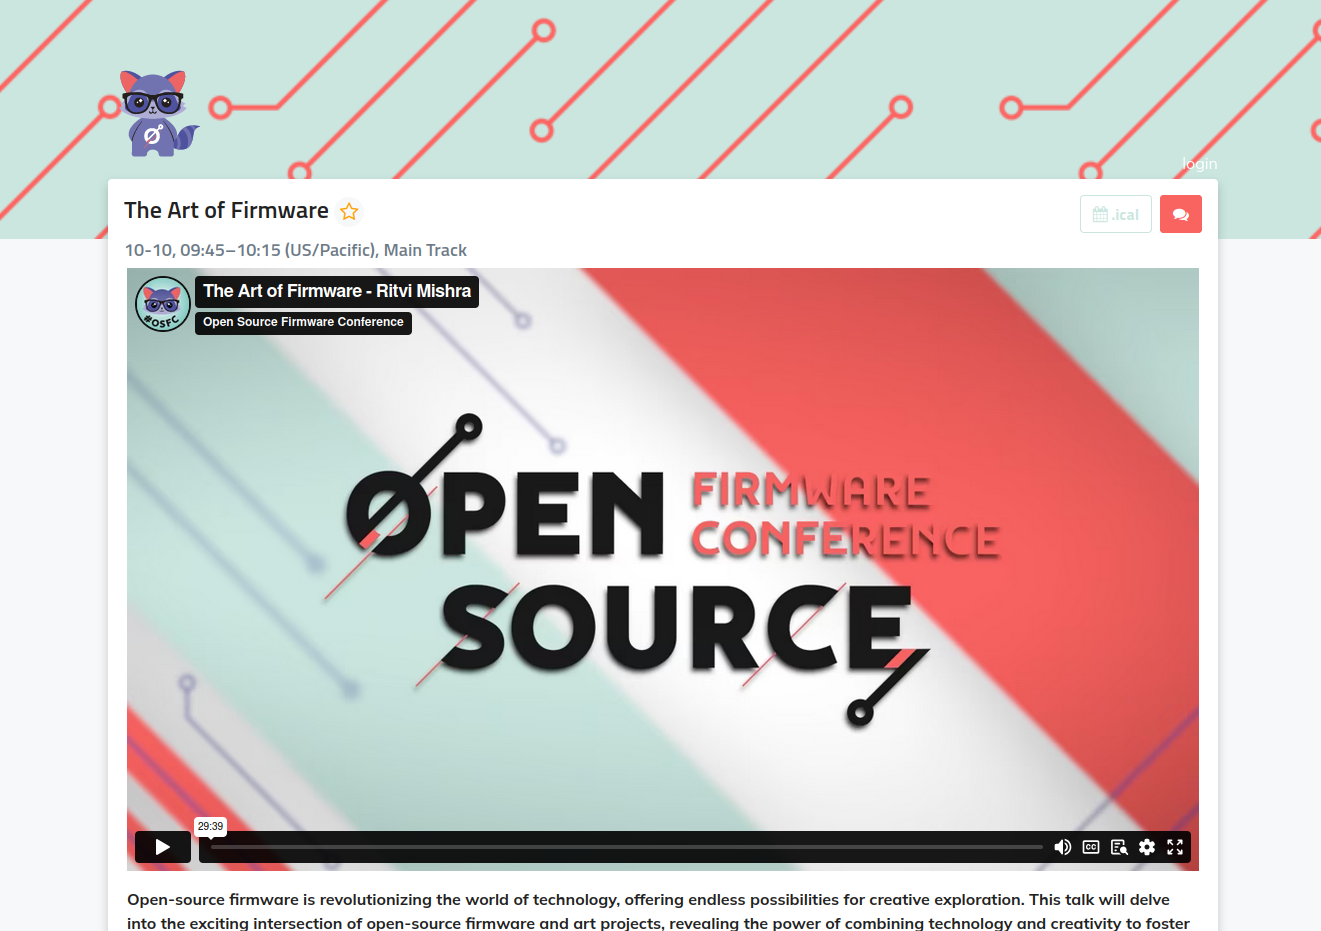 login
The Art of Firmware
.ical
10-10, 09:45–10:15 (US/Pacific), Main Track
The Art of Firmware - Ritvi Mishra
Open Source Firmware Conference
#OSFC
OPEN
FIRMWARE
CONFERENCE
SOURCE
29:39
CC
Open-source firmware is revolutionizing the world of technology, offering endless possibilities for creative exploration. This talk will delve
into the exciting intersection of open-source firmware and art projects, revealing the power of combining technology and creativity to foster